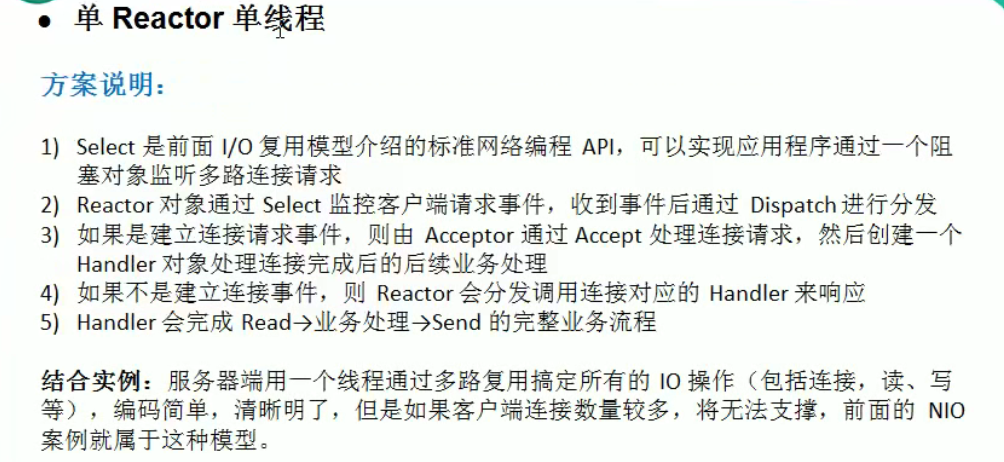 ● 单 Reactor 单线程
方案说明：
1) Select 是前面 I/O 复用模型介绍的标准网络编程 API，可以实现应用程序通过一个阻
塞对象监听多路连接请求
2) Reactor 对象通过 Select 监控客户端请求事件，收到事件后通过 Dispatch 进行分发
3) 如果是建立连接请求事件，则由 Acceptor 通过 Accept 处理连接请求，然后创建一个
Handler 对象处理连接完成后的后续业务处理
4) 如果不是建立连接事件，则 Reactor 会分发调用连接对应的 Handler 来响应
5) Handler 会完成 Read→业务处理→Send 的完整业务流程
结合实例：服务器端用一个线程通过多路复用搞定所有的 IO 操作（包括连接，读、写
等），编码简单，清晰明了，但是如果客户端连接数量较多，将无法支撑，前面的 NIO
案例就属于这种模型。